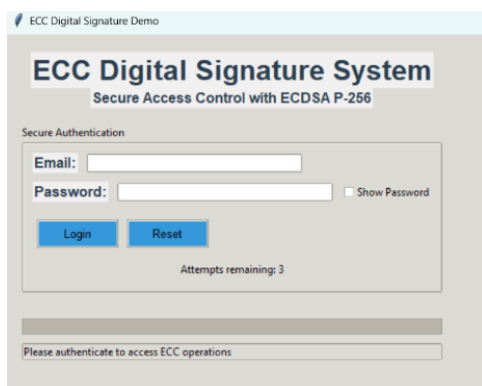 ECC Digital Signature Demo
ECC Digital Signature System
Secure Access Control with ECDSA P-256
Secure Authentication
Email:
Password: Show Password
Login Reset
Attempts remaining: 3
Please authenticate to access ECC operations